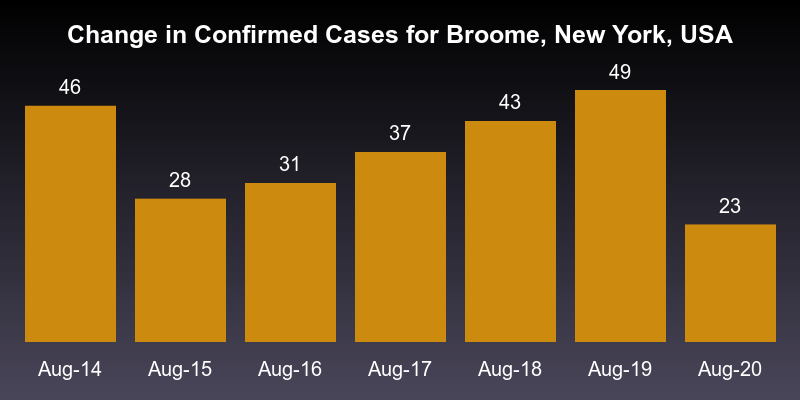 Change in Confirmed Cases for Broome, New York, USA
46
28
31
37
43
49
23
Aug-14
Aug-15
Aug-16
Aug-17
Aug-18
Aug-19
Aug-20